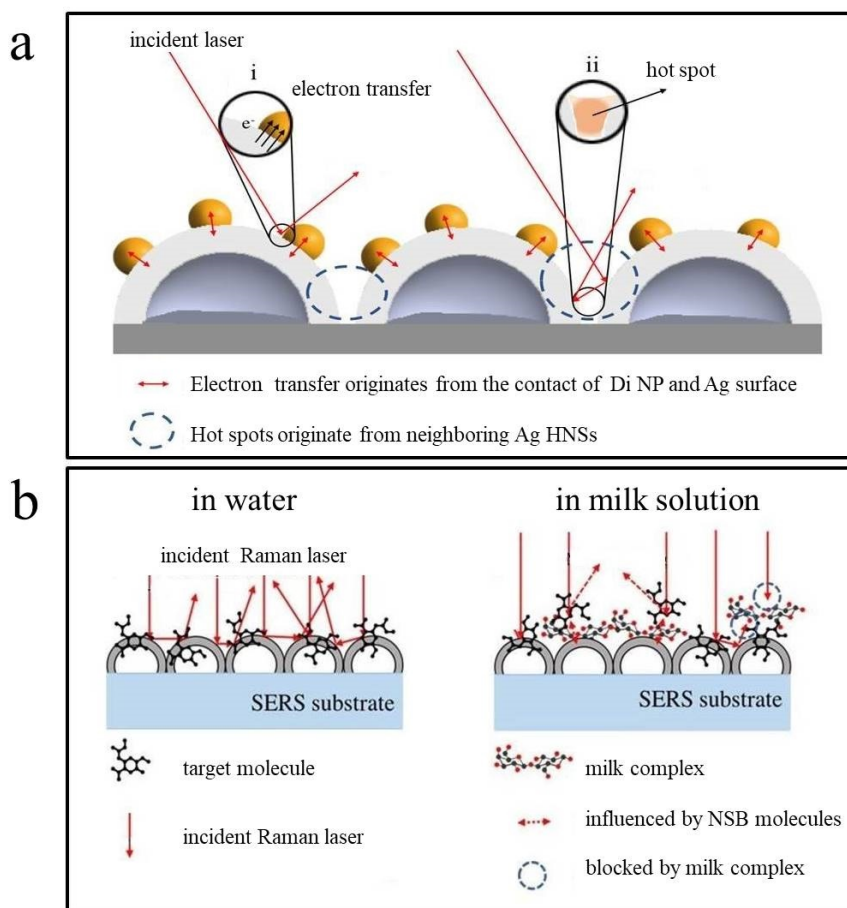 a
incident laser
i
electron transfer
e-
ii
hot spot
Electron transfer originates from the contact of Di NP and Ag surface
Hot spots originate from neighboring Ag HNSs
b
in water
incident Raman laser
SERS substrate
target molecule
incident Raman laser
in milk solution
SERS substrate
milk complex
influenced by NSB molecules
blocked by milk complex